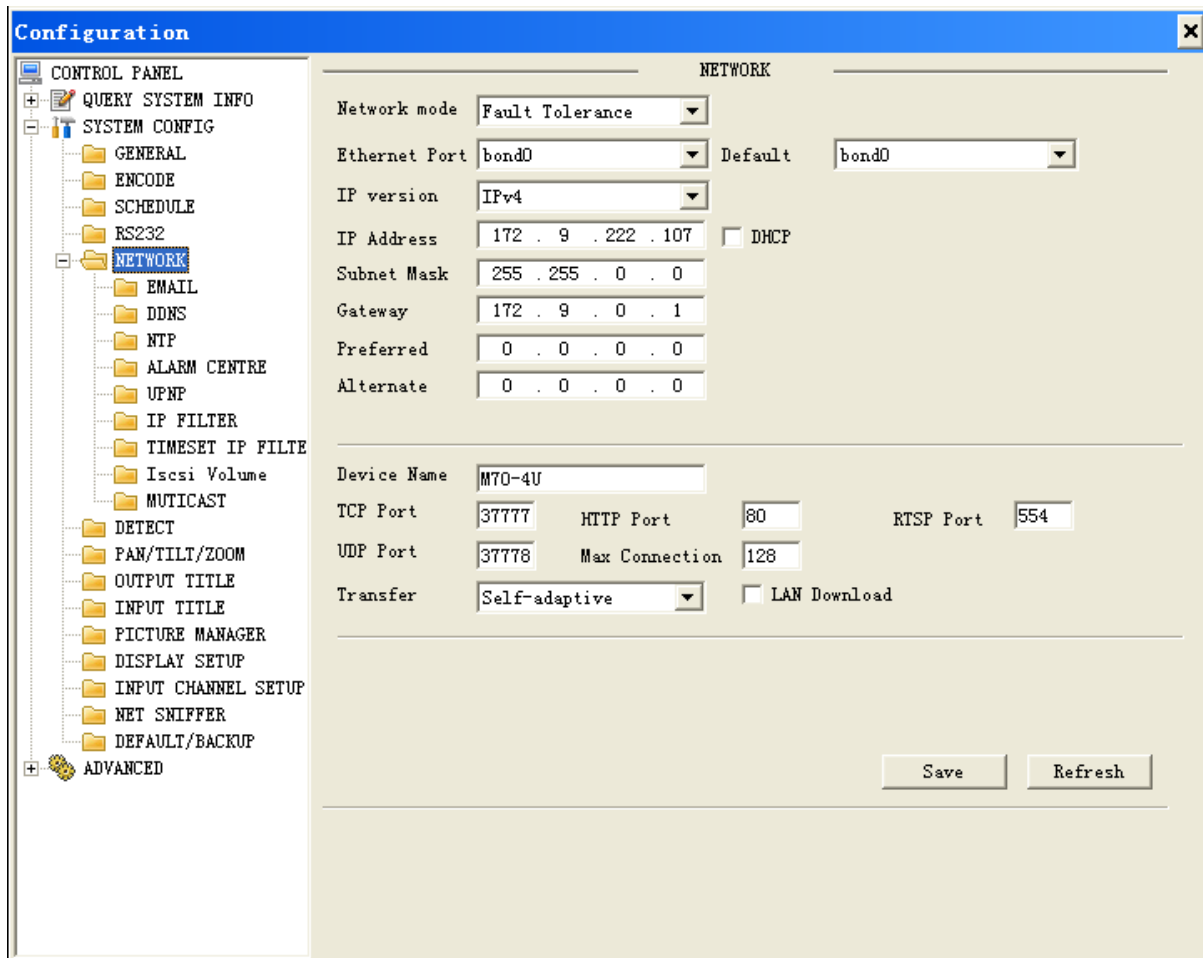 Configuration
CONTROL PANEL
QUERY SYSTEM INFO
SYSTEM CONFIG
GENERAL
ENCODE
SCHEDULE
RS232
NETWORK
EMAIL
DDNS
NTP
ALARM CENTRE
UPNP
IP FILTER
TIMESET IP FILTE
Iscsi Volume
MUTICAST
DETECT
PAN/TILT/ZOOM
OUTPUT TITLE
INPUT TITLE
PICTURE MANAGER
DISPLAY SETUP
INPUT CHANNEL SETUP
NET SNIFFER
DEFAULT/BACKUP
ADVANCED
NETWORK
Network mode Fault Tolerance
Ethernet Port bond0 Default bond0
IP version IPv4
IP Address 172 . 9 . 222 . 107 DHCP
Subnet Mask 255 . 255 . 0 . 0
Gateway 172 . 9 . 0 . 1
Preferred 0 . 0 . 0 . 0
Alternate 0 . 0 . 0 . 0
Device Name M70-4U
TCP Port 37777 HTTP Port 80 RTSP Port 554
UDP Port 37778 Max Connection 128
Transfer Self-adaptive LAN Download
Save Refresh